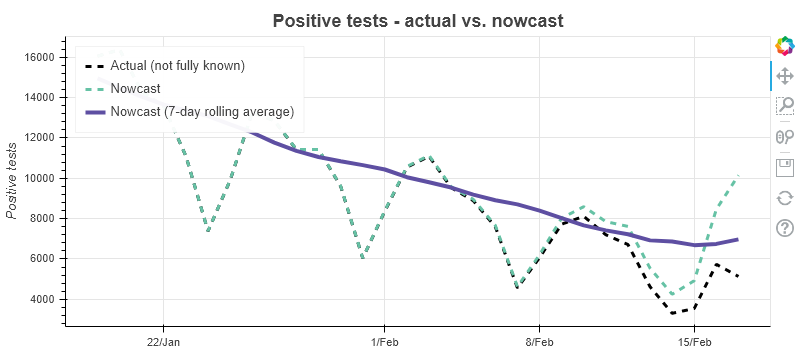 Positive tests - actual vs. nowcast
16000
14000
12000
10000
8000
6000
4000
Positive tests
Actual (not fully known)
Nowcast
Nowcast (7-day rolling average)
22/Jan
1/Feb
8/Feb
15/Feb